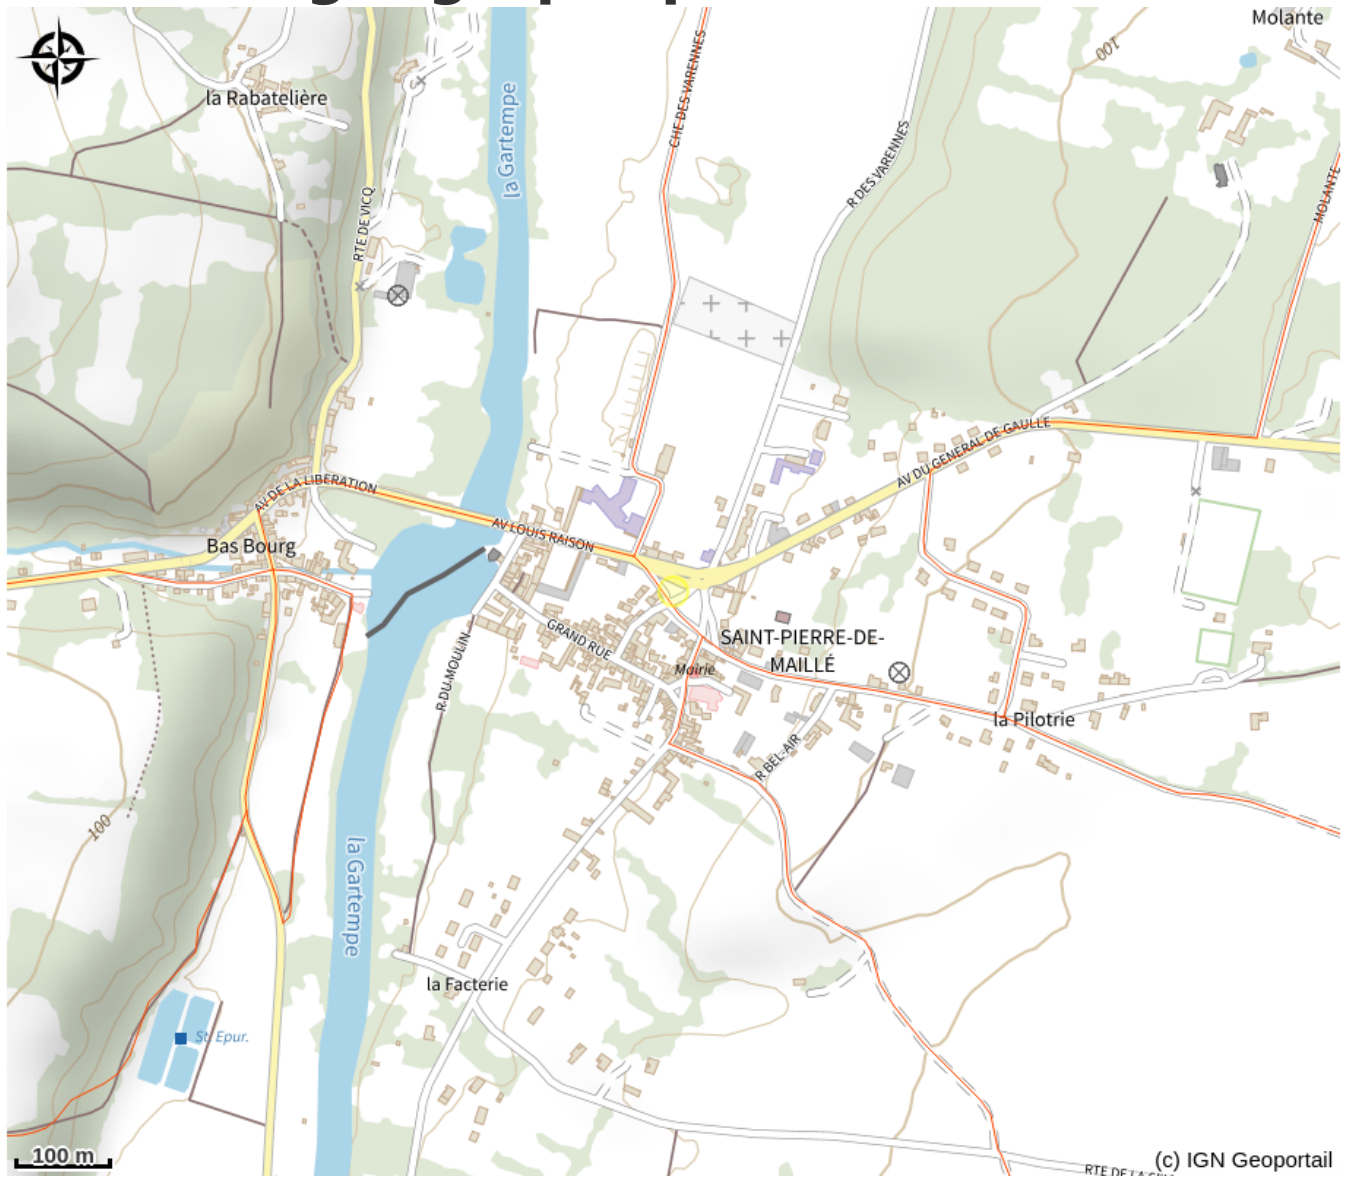 Molante
100
la Rabatelière
la Gartempe
CHE DES VARENNES
R DES VARENNES
RTE DE VICQ
MOLANTE
AV DU GENERAL DE GAULLE
AV DE LA LIBERATION
AV LOUIS RAISON
Bas Bourg
GRAND RUE
SAINT-PIERRE-DE-
MAILLÉ
Mairie
R DU MOULIN
la Pilotrie
R BEL-AIR
100
la Gartempe
la Facterie
St. Epur.
100 m
(c) IGN Geoportail